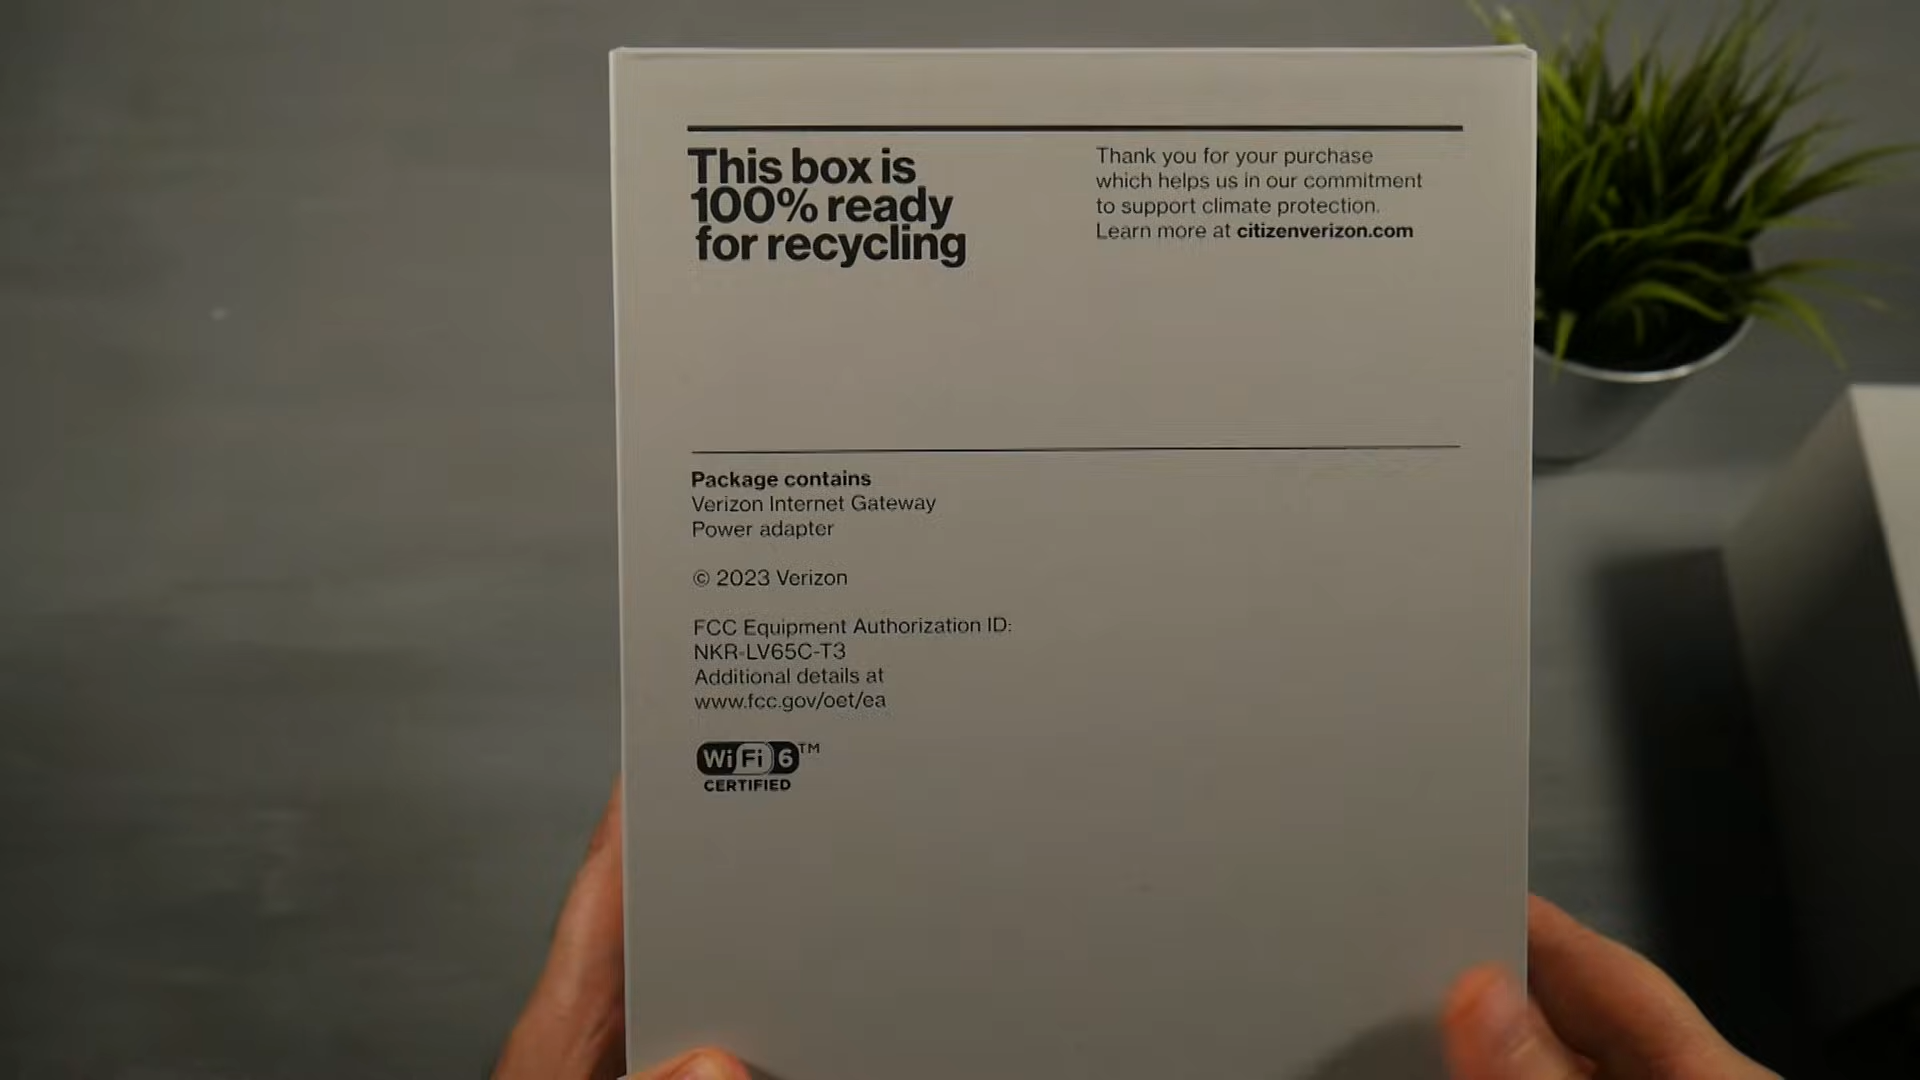 This box is
100% ready
for recycling
Thank you for your purchase
which helps us in our commitment
to support climate protection.
Learn more at citizenverizon.com
Package contains
Verizon Internet Gateway
Power adapter
© 2023 Verizon
FCC Equipment Authorization ID:
NKR-LV65C-T3
Additional details at
www.fcc.gov/oet/ea
Wi Fi 6™
CERTIFIED